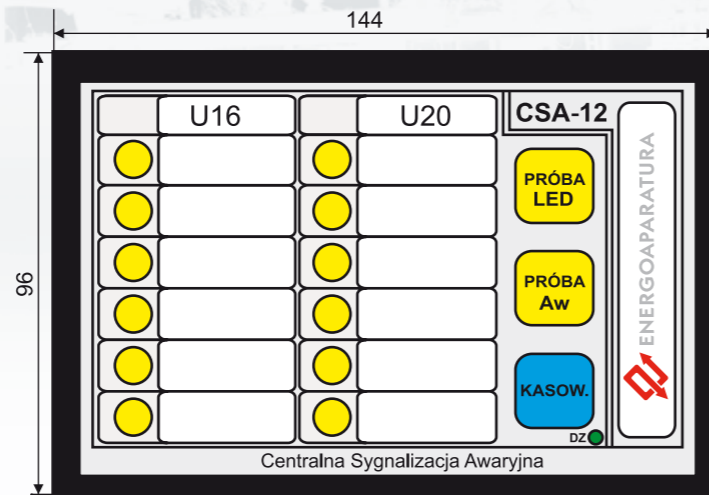 144
96
U16
U20
CSA-12
PRÓBA
LED
PRÓBA
Aw
KASOW.
DZ
ENERGOAPARATURA
Centralna Sygnalizacja Awaryjna